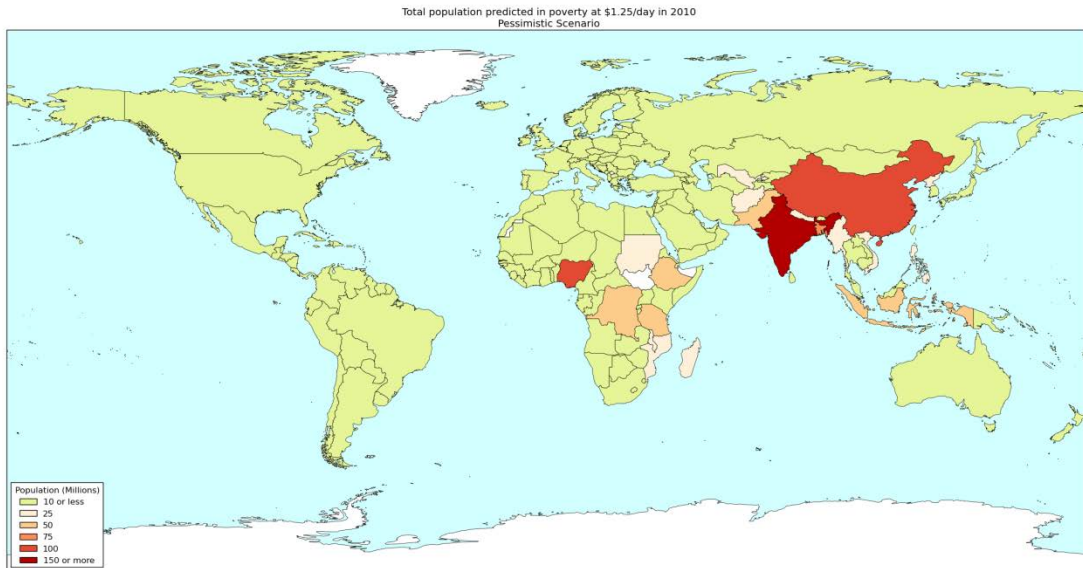 Total population predicted in poverty at $1.25/day in 2010
Pessimistic Scenario
Population (Millions)
10 or less
25
50
75
100
150 or more